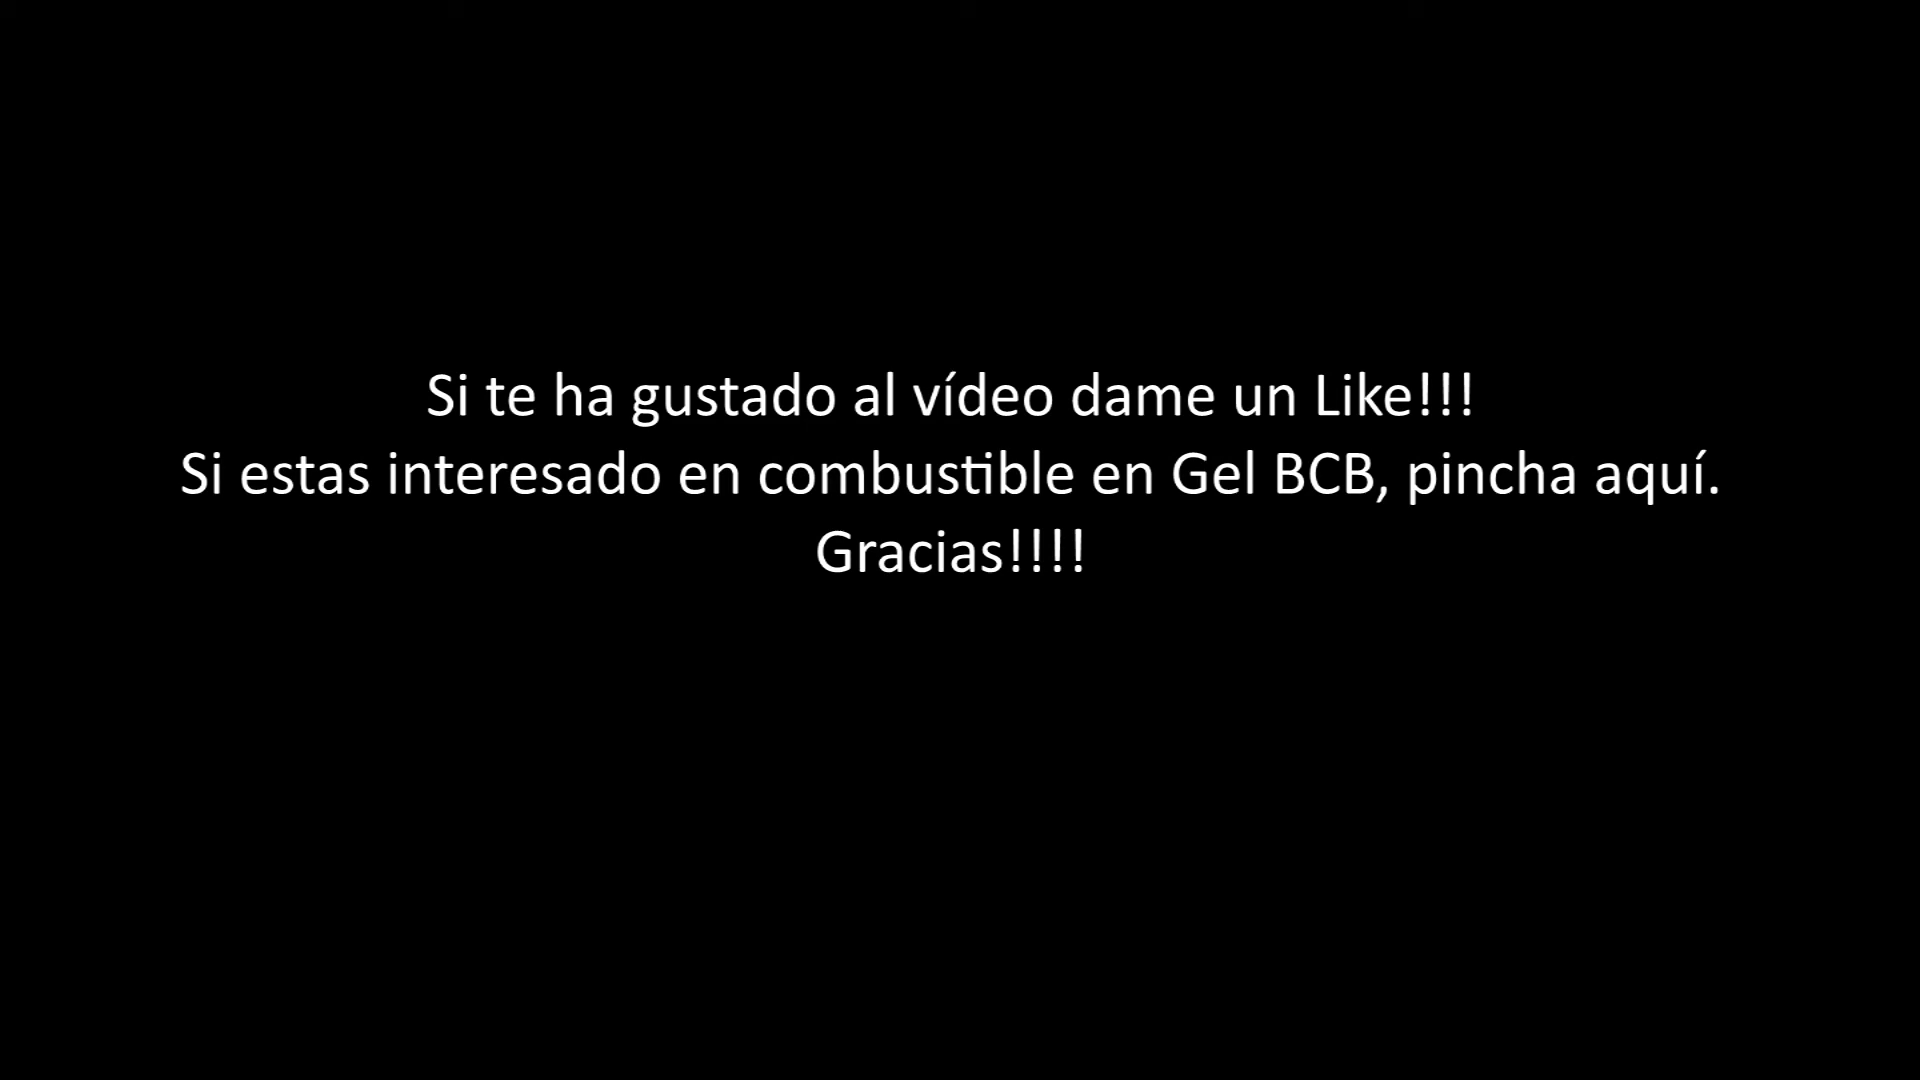 Si te ha gustado al vídeo dame un Like!!!
Si estas interesado en combustible en Gel BCB, pincha aquí.
Gracias!!!!